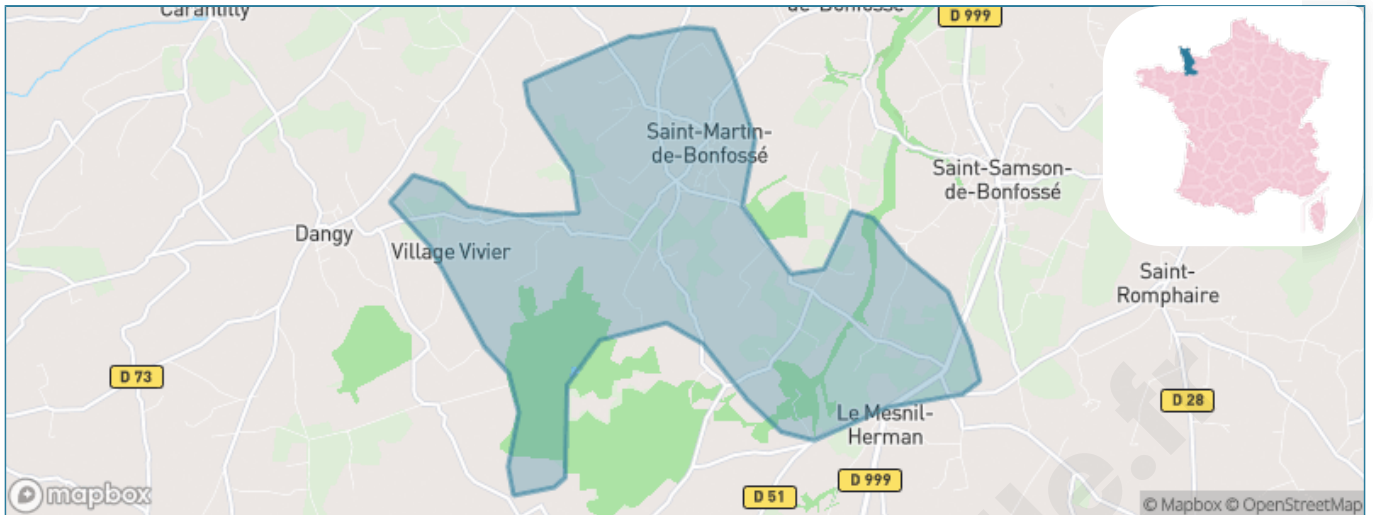 Carantilly
de-Bonfossé
D 999
Saint-Martin-
de-Bonfossé
Saint-Samson-
de-Bonfossé
Dangy
Village Vivier
Saint-
Romphaire
D 73
D 28
Le Mesnil-
Herman
D 999
D 51
mapbox
© Mapbox © OpenStreetMap